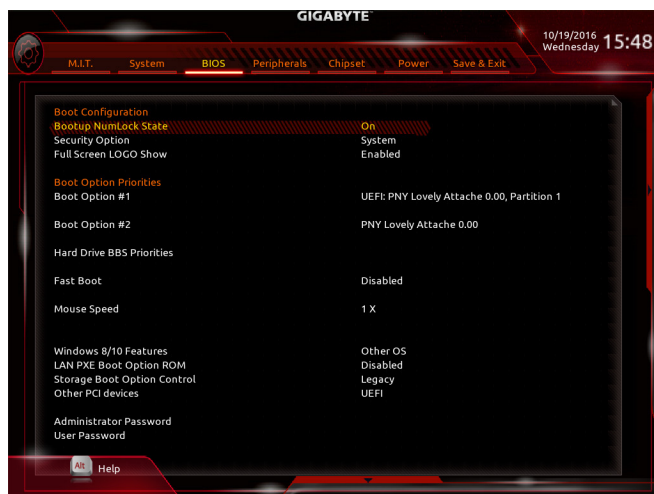 GIGABYTE™
10/19/2016 15:48
Wednesday
M.I.T. System BIOS Peripherals Chipset Power Save & Exit
Boot Configuration
Bootup NumLock State On
Security Option System
Full Screen LOGO Show Enabled
Boot Option Priorities
Boot Option #1 UEFI: PNY Lovely Attache 0.00, Partition 1
Boot Option #2 PNY Lovely Attache 0.00
Hard Drive BBS Priorities
Fast Boot Disabled
Mouse Speed 1 X
Windows 8/10 Features Other OS
LAN PXE Boot Option ROM Disabled
Storage Boot Option Control Legacy
Other PCI devices UEFI
Administrator Password
User Password
Alt Help